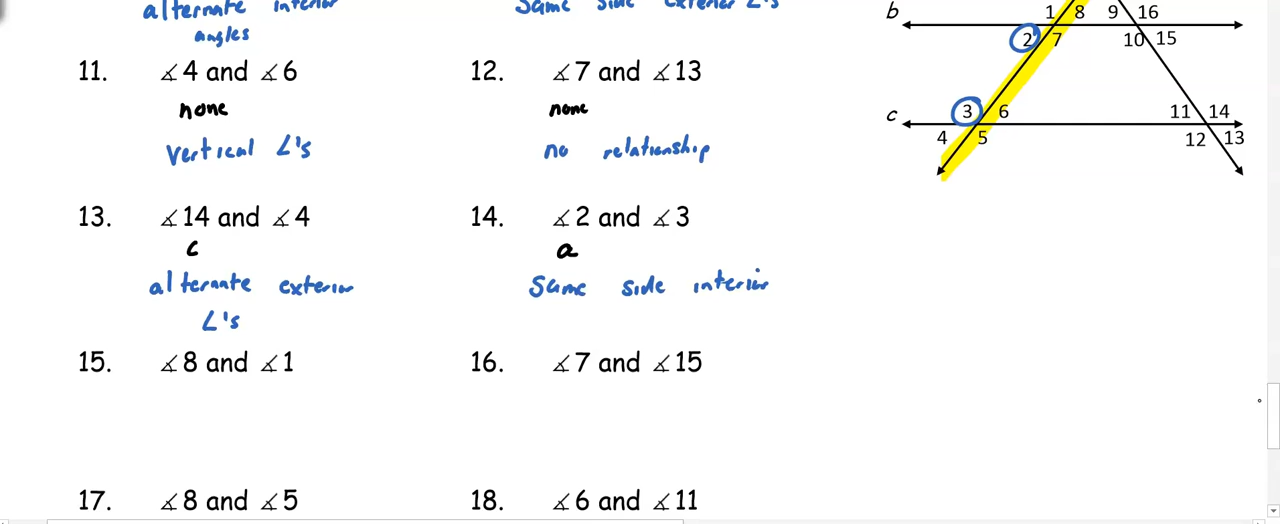 alternate interior
angles
same side exterior ∠'s
11. ∡4 and ∡6
none
vertical ∠'s
12. ∡7 and ∡13
none
no relationship
13. ∡14 and ∡4
c
alternate exterior
∠'s
14. ∡2 and ∡3
a
same side interior
15. ∡8 and ∡1
16. ∡7 and ∡15
17. ∡8 and ∡5
18. ∡6 and ∡11
b
1 8 9 16
2 7 10 15
c
3 6 11 14
4 5 12 13